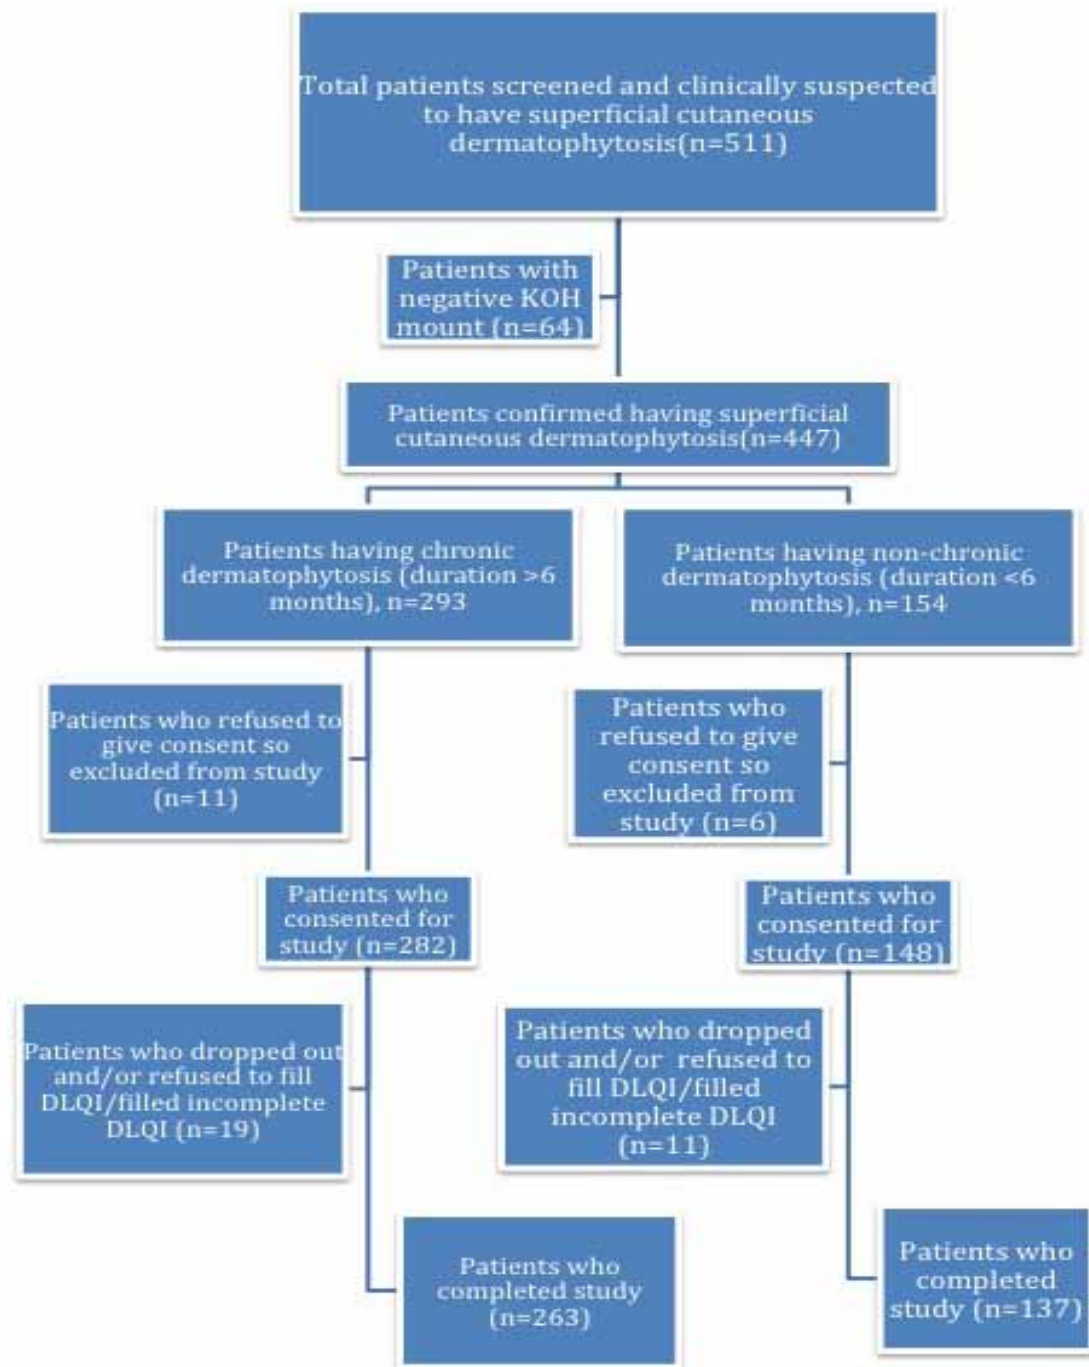 Total patients screened and clinically suspected
to have superficial cutaneous
dermatophytosis(n=511)
Patients with
negative KOH
mount (n=64)
Patients confirmed having superficial
cutaneous dermatophytosis(n=447)
Patients having chronic
dermatophytosis (duration >6
months), n=293
Patients having non-chronic
dermatophytosis (duration <6
months), n=154
Patients who refused to
give consent so
excluded from study
(n=11)
Patients who
refused to give
consent so
excluded from
study (n=6)
Patients who
consented for
study (n=282)
Patients who
consented for
study (n=148)
Patients who dropped out
and/or refused to fill
DLQI/filled incomplete
DLQI (n=19)
Patients who dropped
out and/or refused to
fill DLQI/filled
incomplete DLQI
(n=11)
Patients who
completed study
(n=263)
Patients who
completed
study (n=137)